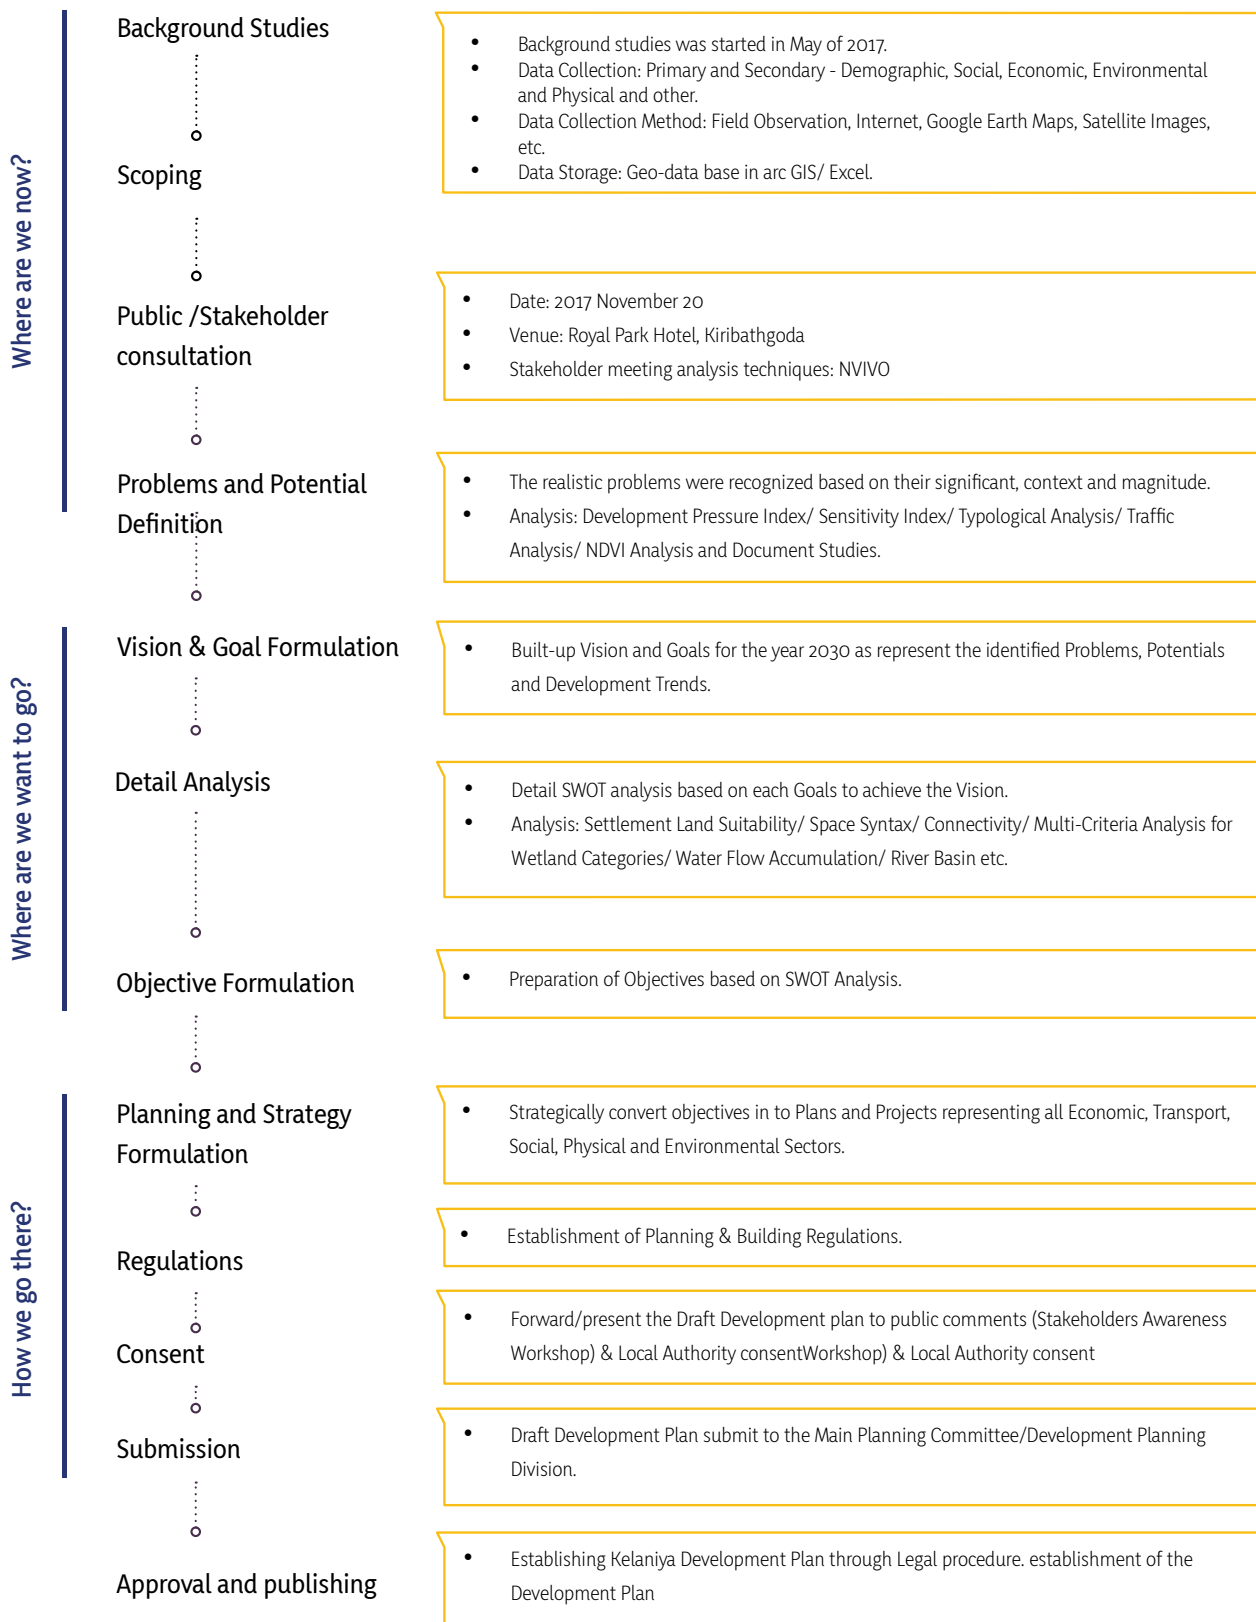 Where are we now?
Background Studies
• Background studies was started in May of 2017.
• Data Collection: Primary and Secondary - Demographic, Social, Economic, Environmental
and Physical and other.
• Data Collection Method: Field Observation, Internet, Google Earth Maps, Satellite Images,
etc.
• Data Storage: Geo-data base in arc GIS/ Excel.
Scoping
Public /Stakeholder
consultation
• Date: 2017 November 20
• Venue: Royal Park Hotel, Kiribathgoda
• Stakeholder meeting analysis techniques: NVIVO
Problems and Potential
Definition
• The realistic problems were recognized based on their significant, context and magnitude.
• Analysis: Development Pressure Index/ Sensitivity Index/ Typological Analysis/ Traffic
Analysis/ NDVI Analysis and Document Studies.
Where are we want to go?
Vision & Goal Formulation
• Built-up Vision and Goals for the year 2030 as represent the identified Problems, Potentials
and Development Trends.
Detail Analysis
• Detail SWOT analysis based on each Goals to achieve the Vision.
• Analysis: Settlement Land Suitability/ Space Syntax/ Connectivity/ Multi-Criteria Analysis for
Wetland Categories/ Water Flow Accumulation/ River Basin etc.
Objective Formulation
• Preparation of Objectives based on SWOT Analysis.
How we go there?
Planning and Strategy
Formulation
• Strategically convert objectives in to Plans and Projects representing all Economic, Transport,
Social, Physical and Environmental Sectors.
Regulations
• Establishment of Planning & Building Regulations.
Consent
• Forward/present the Draft Development plan to public comments (Stakeholders Awareness
Workshop) & Local Authority consentWorkshop) & Local Authority consent
Submission
• Draft Development Plan submit to the Main Planning Committee/Development Planning
Division.
Approval and publishing
• Establishing Kelaniya Development Plan through Legal procedure. establishment of the
Development Plan